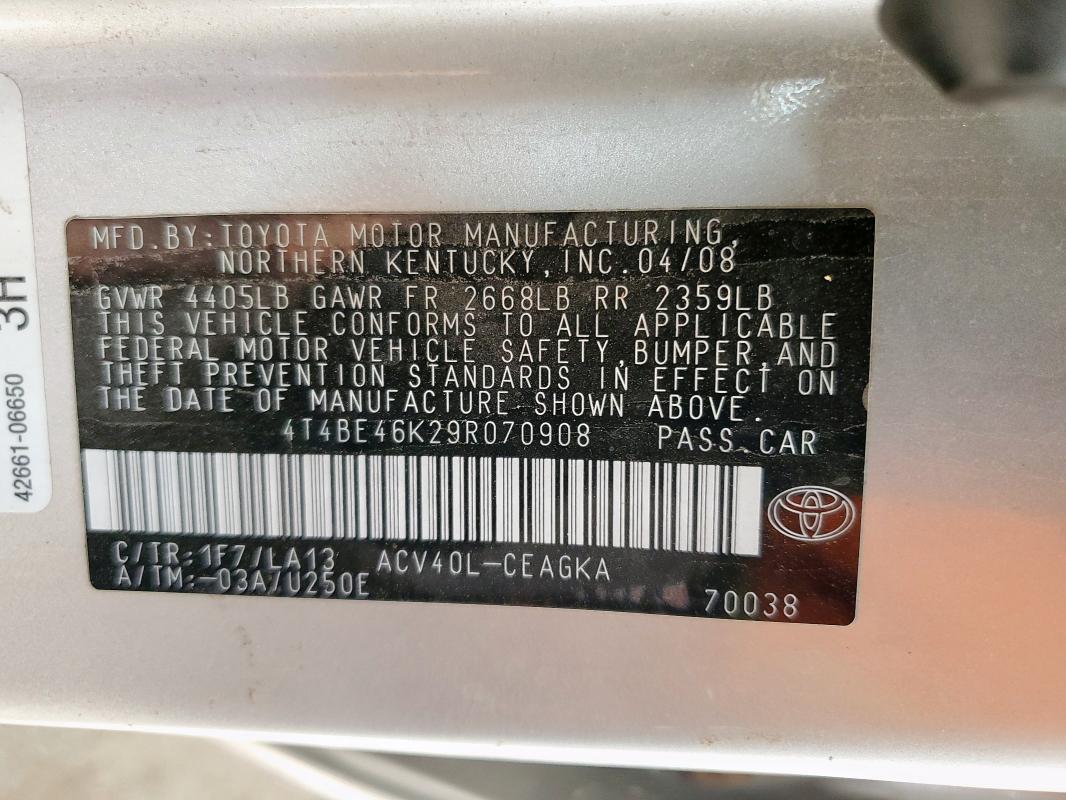 MFD.BY:TOYOTA MOTOR MANUFACTURING,
NORTHERN KENTUCKY,INC.04/08
GVWR 4405LB GAWR FR 2668LB RR 2359LB
THIS VEHICLE CONFORMS TO ALL APPLICABLE
FEDERAL MOTOR VEHICLE SAFETY,BUMPER,AND
THEFT PREVENTION STANDARDS IN EFFECT ON
THE DATE OF MANUFACTURE SHOWN ABOVE.
4T4BE46K29R070908 PASS.CAR
C/TR:1F7/LA13 ACV40L-CEAGKA
A/TM:-03A/U250E
70038
42661-06650 3H